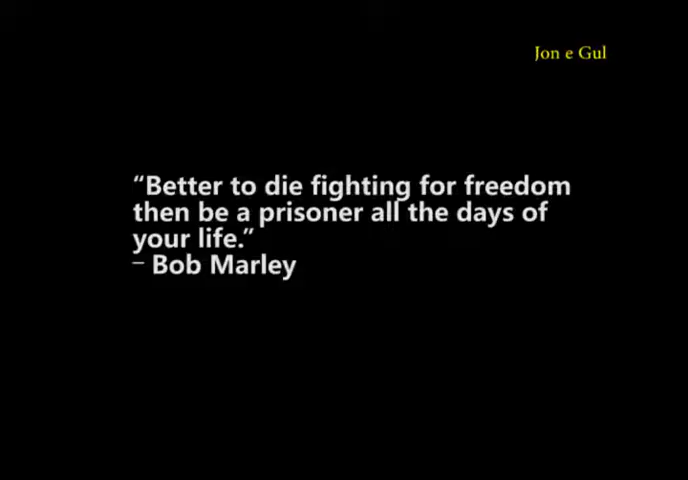 Jon e Gul
“Better to die fighting for freedom
then be a prisoner all the days of
your life.”
– Bob Marley